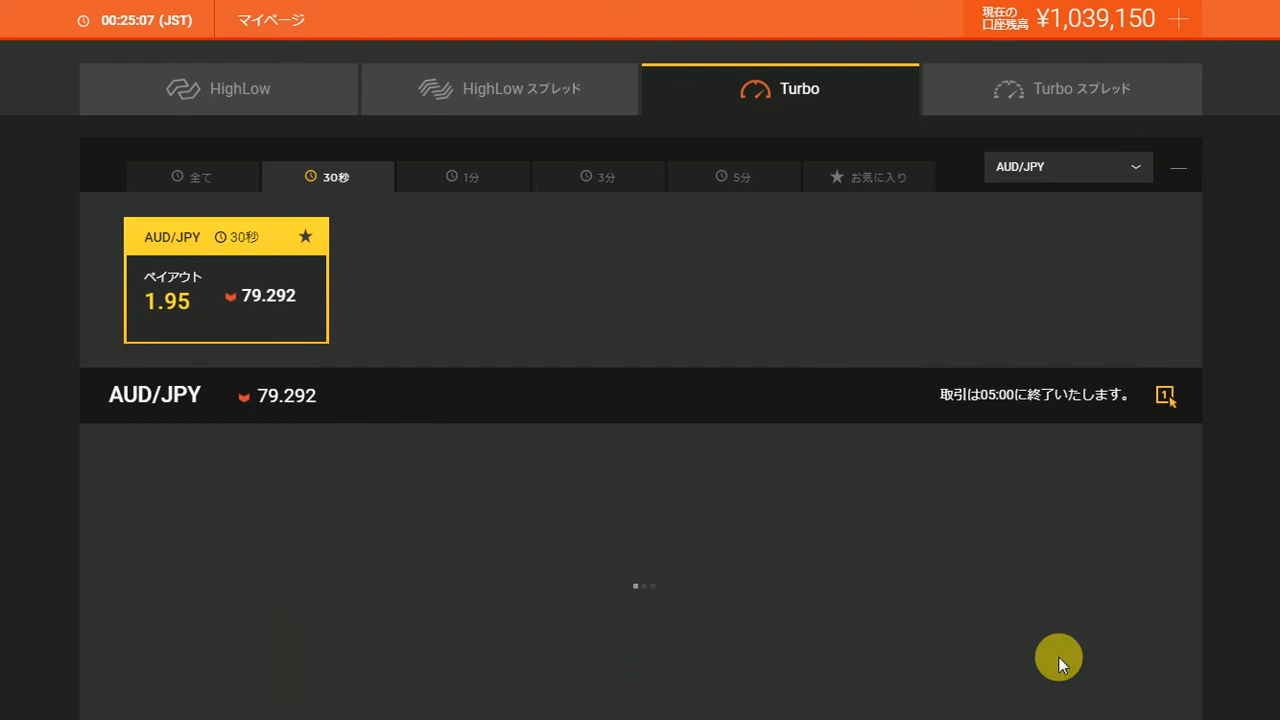 00:25:07 (JST)
マイページ
現在の
口座残高
¥1,039,150
HighLow
HighLow スプレッド
Turbo
Turbo スプレッド
全て
30秒
1分
3分
5分
お気に入り
AUD/JPY
AUD/JPY 30秒
ペイアウト
1.95
79.292
AUD/JPY
79.292
取引は05:00に終了いたします。
1